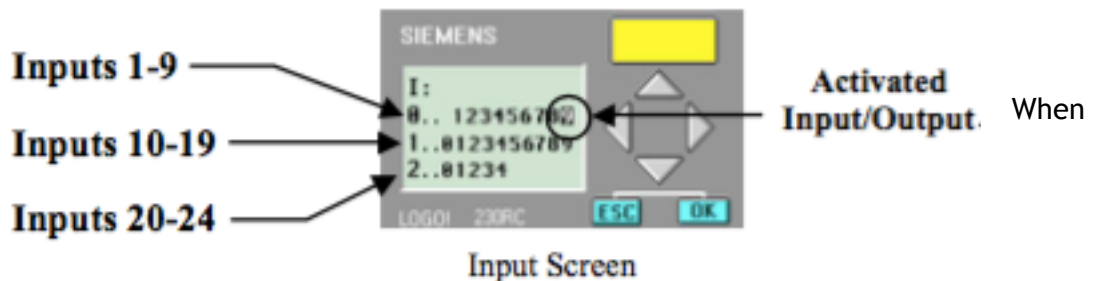 SIEMENS
Inputs 1-9
I:
0.. 12345678
Activated
Input/Output.
When
Inputs 10-19
1..0123456789
2..01234
Inputs 20-24
LOGO! 230RC
ESC
OK
Input Screen